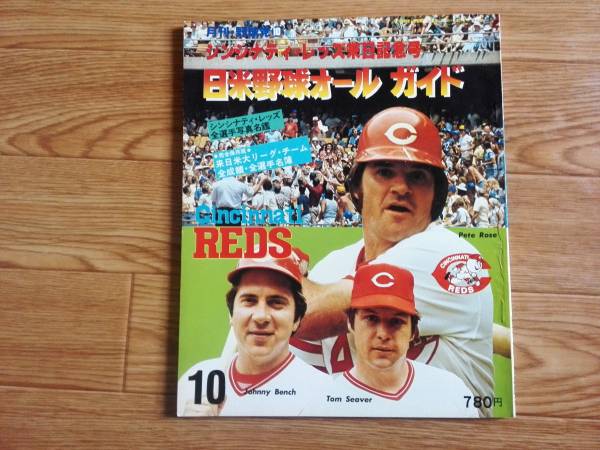 シンシナティ・レッズ来日記念号
日米野球オール ガイド
シンシナティ・レッズ
全選手写真名鑑
来日米大リーグ・チーム
全成績・全選手名簿
Cincinnati
REDS
Pete Rose
CINCINNATI
REDS
Johnny Bench
Tom Seaver
10
780円